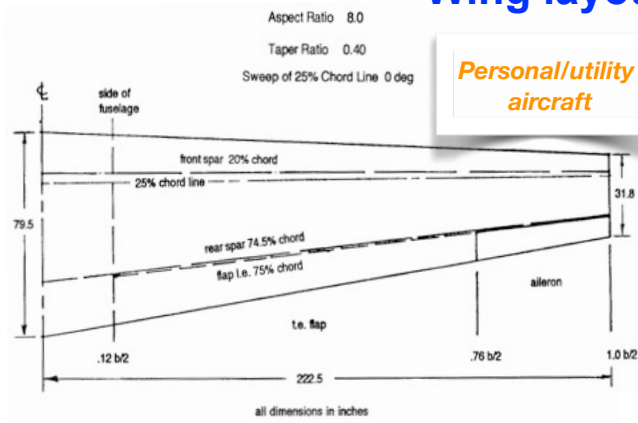 Wing layou
Aspect Ratio 8.0
Taper Ratio 0.40
Sweep of 25% Chord Line 0 deg
Personal/utility
aircraft
℄
side of
fuselage
front spar 20% chord
25% chord line
79.5
31.8
rear spar 74.5% chord
flap l.e. 75% chord
aileron
t.e. flap
.12 b/2
.76 b/2
1.0 b/2
222.5
all dimensions in inches